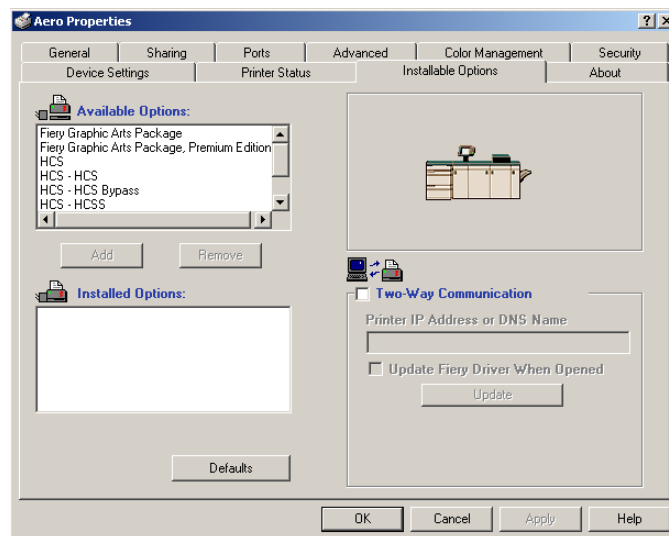 Aero Properties
General Sharing Ports Advanced Color Management Security
Device Settings Printer Status Installable Options About
Available Options:
Fiery Graphic Arts Package
Fiery Graphic Arts Package, Premium Edition
HCS
HCS - HCS
HCS - HCS Bypass
HCS - HCSS
Add Remove
Installed Options:
Two-Way Communication
Printer IP Address or DNS Name
Update Fiery Driver When Opened
Update
Defaults
OK Cancel Apply Help